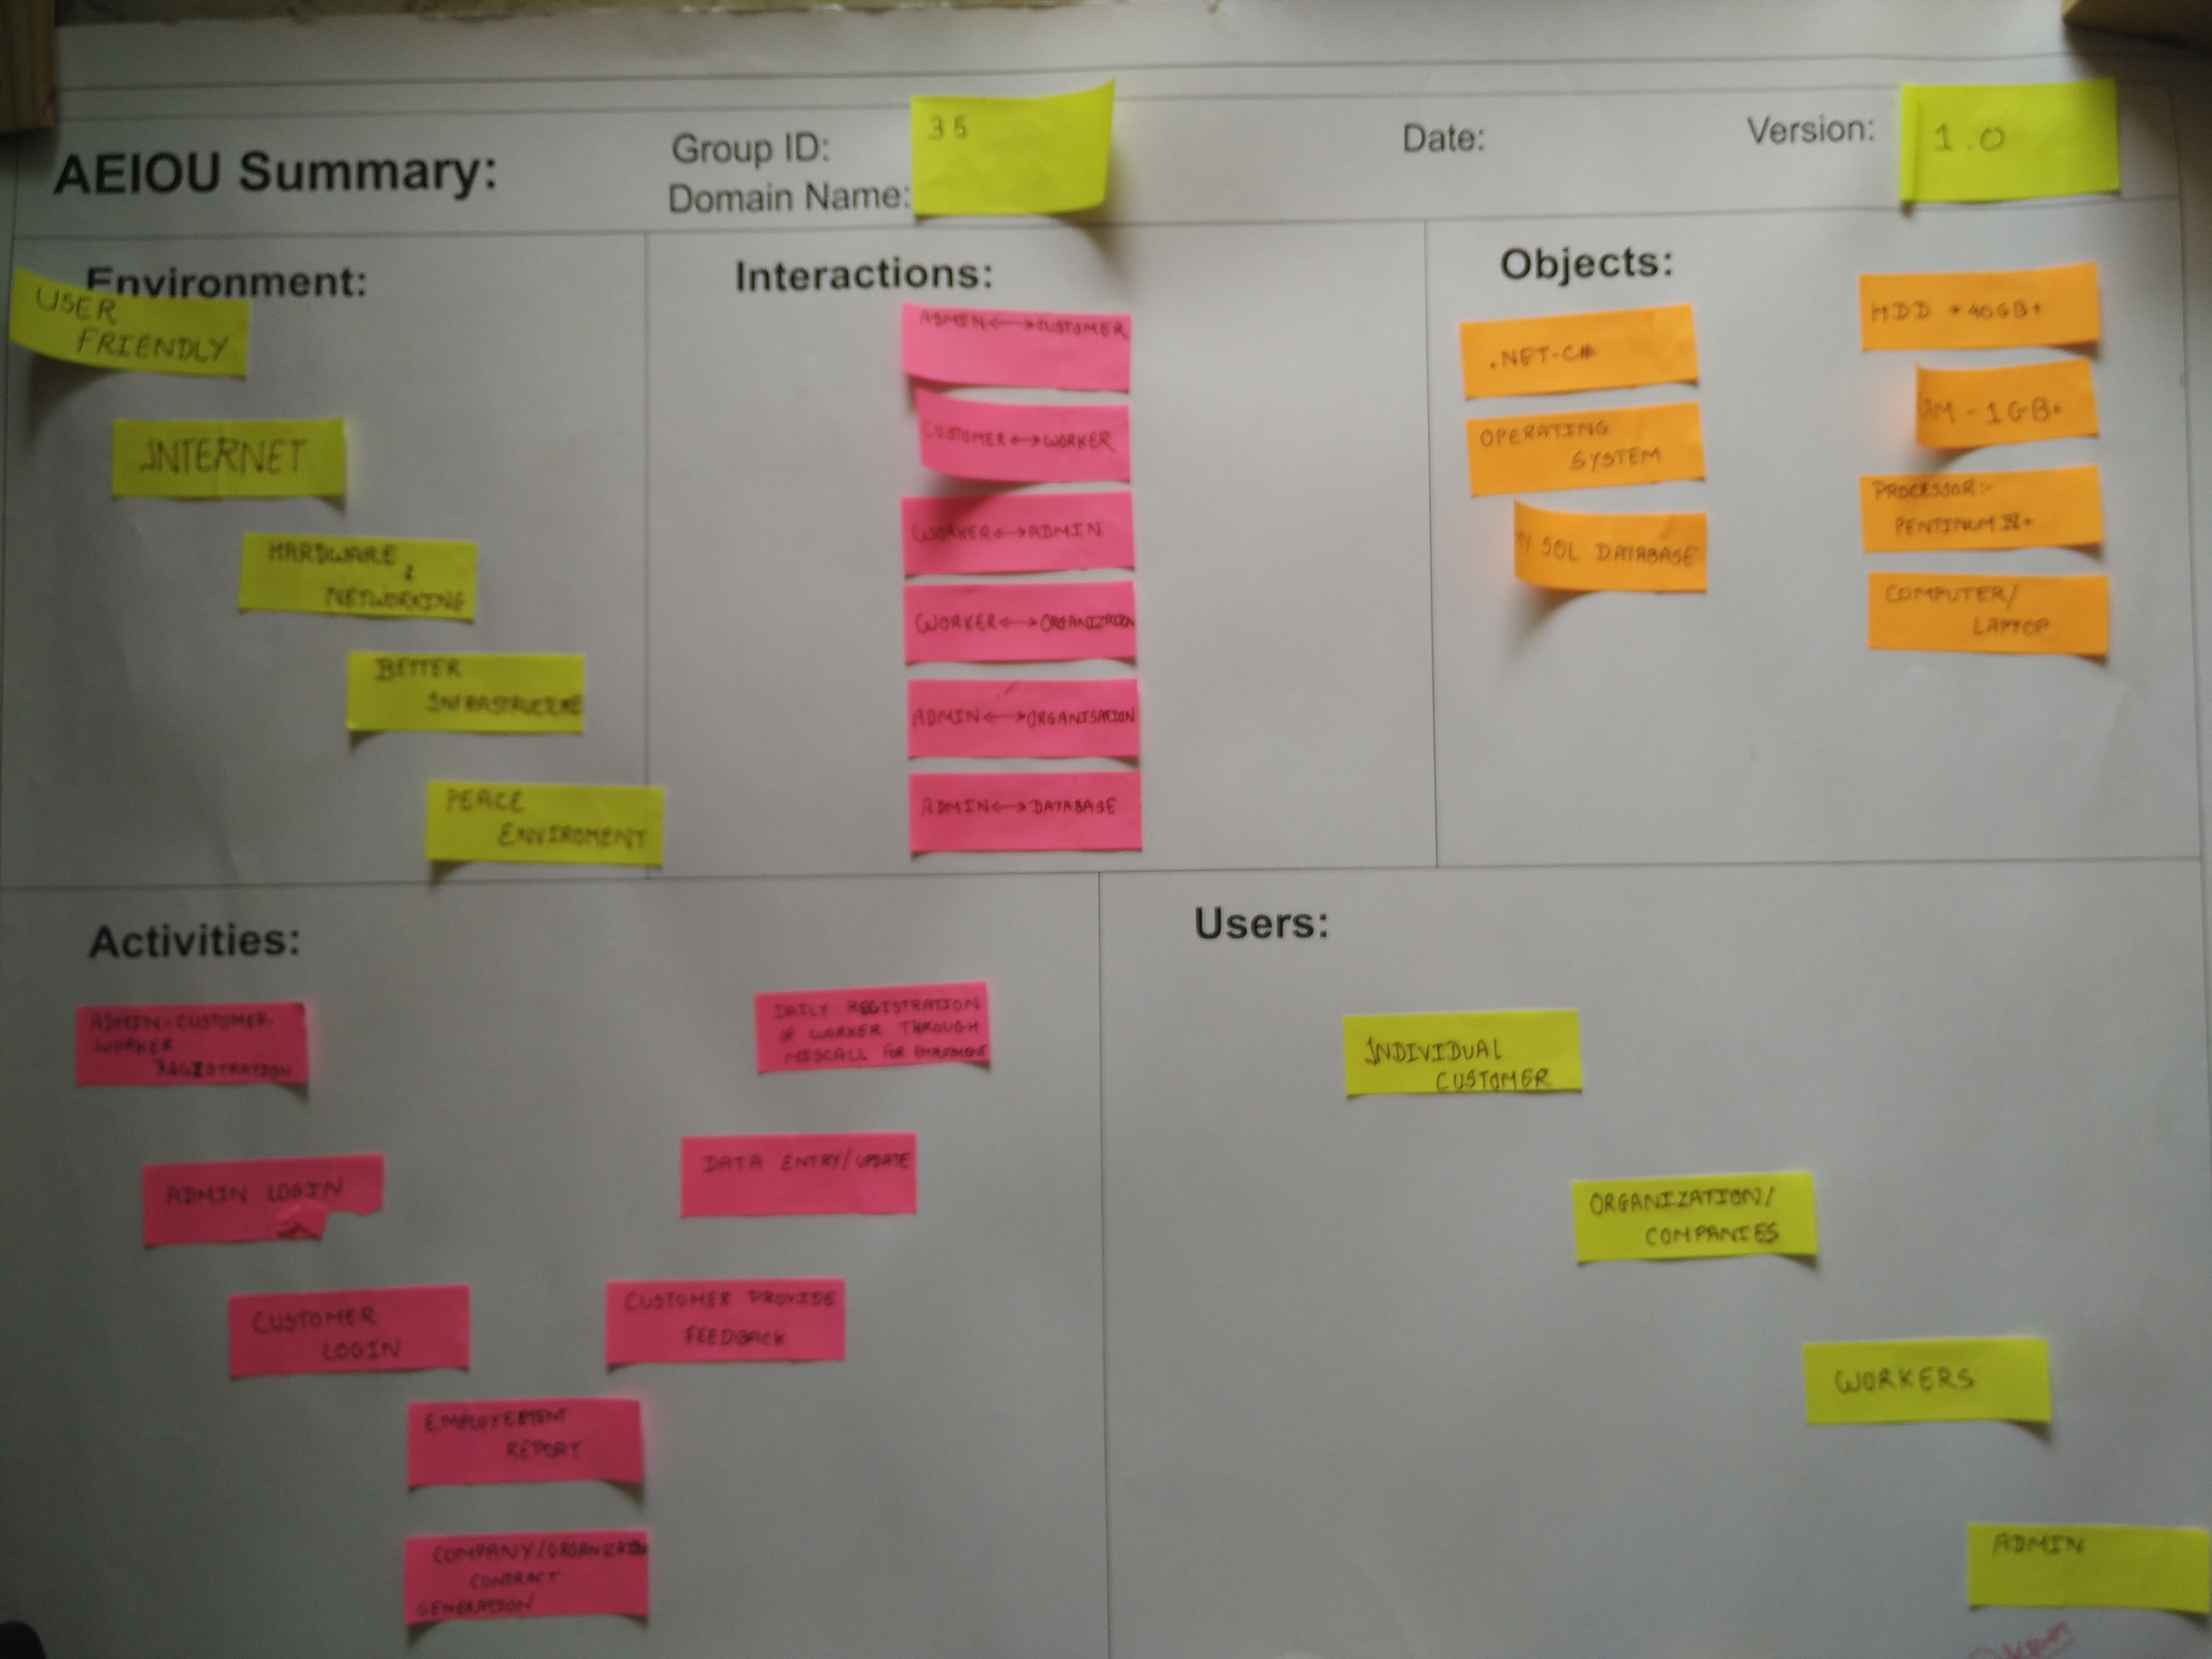 AEIOU Summary:
Group ID:
35
Domain Name:
Date:
Version:
1.0
Environment:
USER
FRIENDLY
INTERNET
HARDWARE &
NETWORKING
BETTER
INFRASTRUCTURE
PEACE
ENVIROMENT
Interactions:
ADMIN↔CUSTOMER
CUSTOMER↔WORKER
WORKER↔ADMIN
WORKER↔ORGANIZATION
ADMIN↔ORGANISATION
ADMIN↔DATABASE
Objects:
.NET-C#
OPERATING
SYSTEM
MY SQL DATABASE
HDD * 40GB+
RAM - 1GB+
PROCESSOR:-
PENTINUM IV+
COMPUTER/
LAPTOP
Activities:
ADMIN-CUSTOMER-
WORKER
REGISTRATION
ADMIN LOGIN
CUSTOMER
LOGIN
EMPLOYEEMENT
REPORT
COMPANY/ORGANIZATION
CONTRACT
GENERATION
CUSTOMER PROVIDE
FEEDBACK
DATA ENTRY/UPDATE
DAILY REGISTRATION
OF WORKER THROUGH
MISCALL FOR
Users:
INDIVIDUAL
CUSTOMER
ORGANIZATION/
COMPANIES
WORKERS
ADMIN